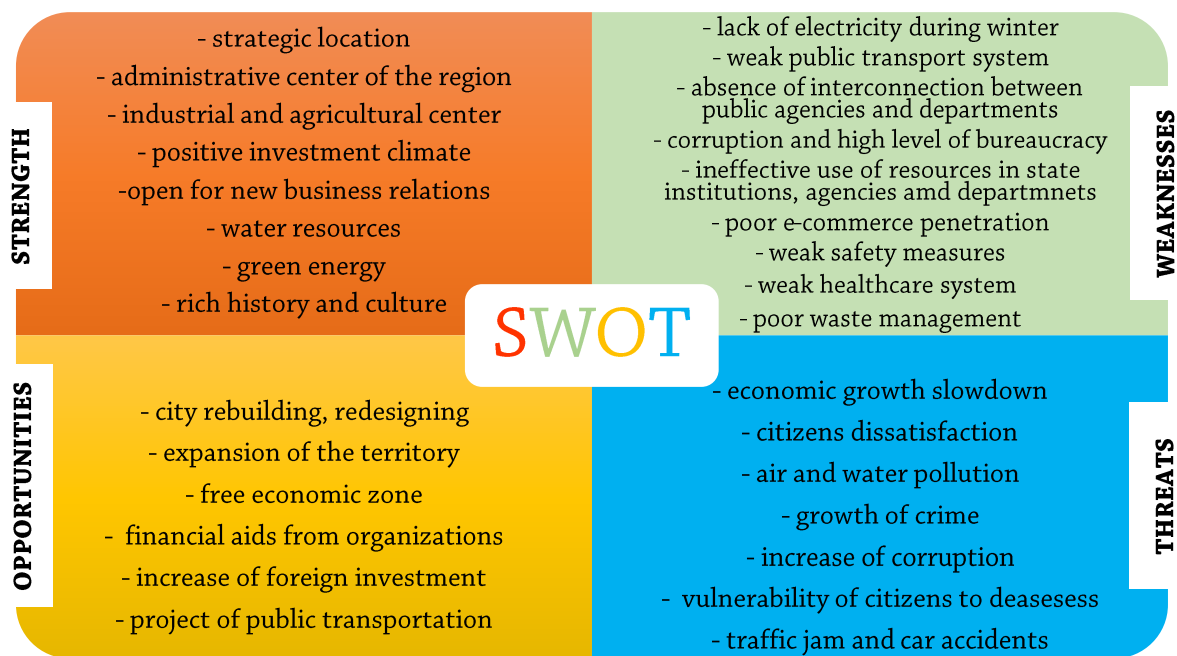 STRENGTH
- strategic location
- administrative center of the region
- industrial and agricultural center
- positive investment climate
-open for new business relations
- water resources
- green energy
- rich history and culture
WEAKNESSES
- lack of electricity during winter
- weak public transport system
- absence of interconnection between
public agencies and departments
- corruption and high level of bureaucracy
- ineffective use of resources in state
institutions, agencies amd departmnets
- poor e-commerce penetration
- weak safety measures
- weak healthcare system
- poor waste management
SWOT
OPPORTUNITIES
- city rebuilding, redesigning
- expansion of the territory
- free economic zone
- financial aids from organizations
- increase of foreign investment
- project of public transportation
THREATS
- economic growth slowdown
- citizens dissatisfaction
- air and water pollution
- growth of crime
- increase of corruption
- vulnerability of citizens to deasesess
- traffic jam and car accidents